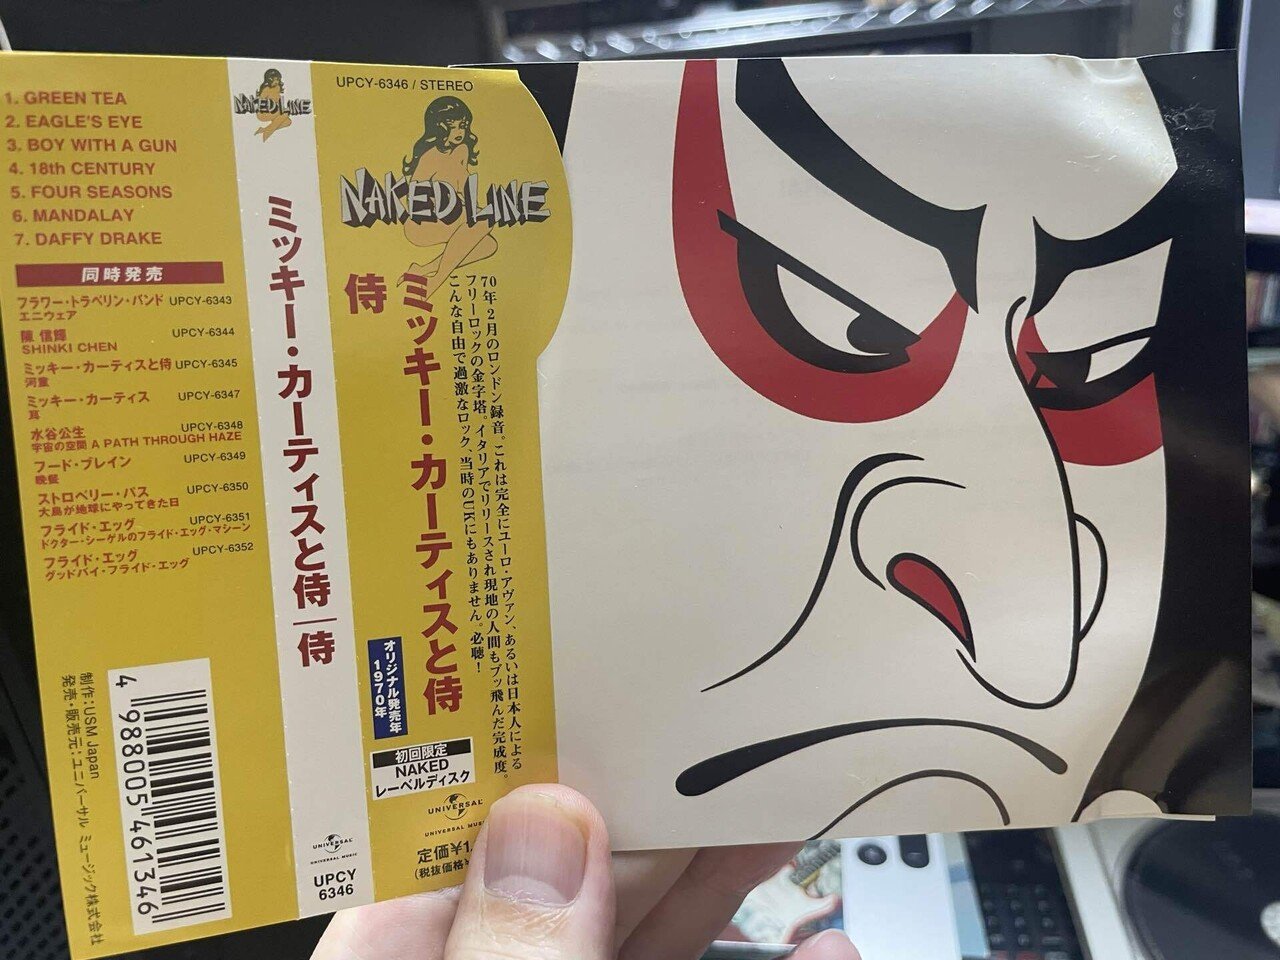 1. GREEN TEA
2. EAGLE'S EYE
3. BOY WITH A GUN
4. 18th CENTURY
5. FOUR SEASONS
6. MANDALAY
7. DAFFY DRAKE
同時発売
フラワー・トラベリン・バンド UPCY-6343
エニウェア
陳 信輝 UPCY-6344
SHINKI CHEN
ミッキー・カーティスと侍 UPCY-6345
河童
ミッキー・カーティス UPCY-6347
耳
水谷公生 UPCY-6348
宇宙の空間 A PATH THROUGH HAZE
フード・ブレイン UPCY-6349
晩餐
ストロベリー・パス UPCY-6350
大烏が地球にやってきた日
フライド・エッグ UPCY-6351
ドクター・シーゲルのフライド・エッグ・マシーン
フライド・エッグ UPCY-6352
グッドバイ・フライド・エッグ
制作:USM Japan
発売・販売元:ユニバーサル ミュージック株式会社
4 988005 461346
NAKED LINE
ミッキー・カーティスと侍|侍
UNIVERSAL
UNIVERSAL MUSIC
UPCY
6346
UPCY-6346 / STEREO
NAKED LINE
70年2月のロンドン録音。これは完全にユーロ・アヴァン、あるいは日本人による
フリーロックの金字塔。イタリアでリリースされ現地の人間もブッ飛んだ完成度。
こんな自由で過激なロック、当時のUKにもありません。必聴!
ミッキー・カーティスと侍
侍
オリジナル発売年
1970年
初回限定
NAKED
レーベルディスク
UNIVERSAL
UNIVERSAL MUSIC
定価¥1,
(税抜価格¥